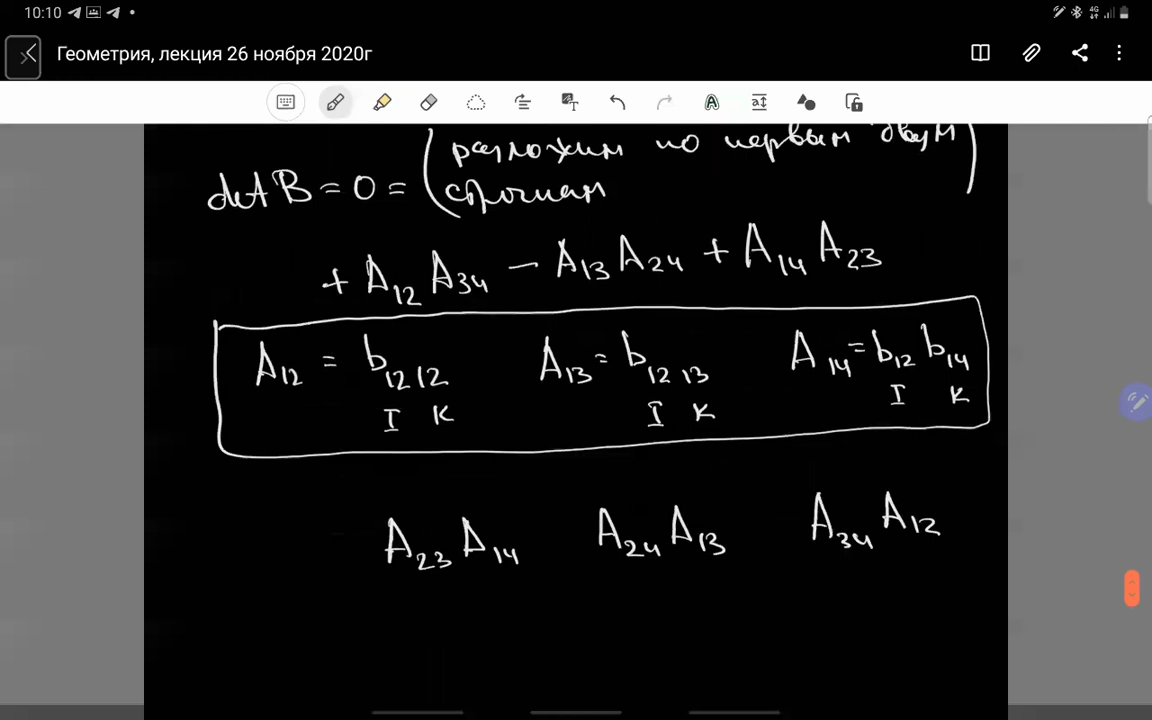 10:10
4G
Геометрия, лекция 26 ноября 2020г
разложим по первым двум
det B = 0 = ( строчкам )
+ A₁₂ A₃₄ − A₁₃ A₂₄ + A₁₄ A₂₃
A₁₂ = b₁₂ ₁₂ A₁₃ = b₁₂ ₁₃ A₁₄ = b₁₂ b₁₄
I K I K I K
A₂₃ A₁₄ A₂₄ A₁₃ A₃₄ A₁₂